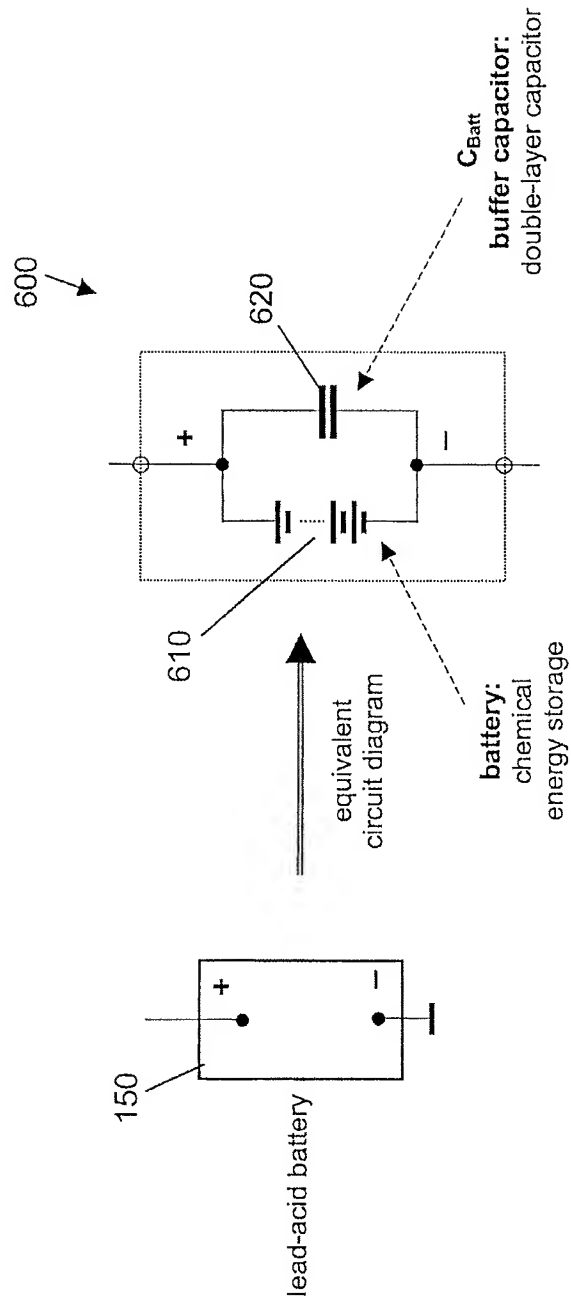 600
150
+
−
lead-acid battery
equivalent
circuit diagram
610
620
+
−
battery:
chemical
energy storage
CBatt
buffer capacitor:
double-layer capacitor